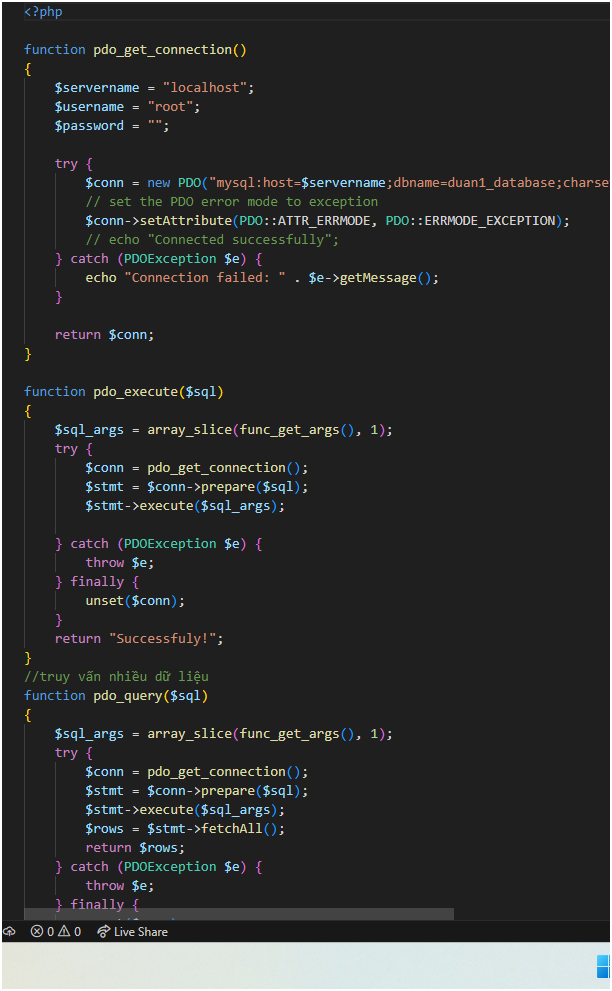 <?php
function pdo_get_connection()
{
$servername = "localhost";
$username = "root";
$password = "";
try {
$conn = new PDO("mysql:host=$servername;dbname=duan1_database;charse
// set the PDO error mode to exception
$conn->setAttribute(PDO::ATTR_ERRMODE, PDO::ERRMODE_EXCEPTION);
// echo "Connected successfully";
} catch (PDOException $e) {
echo "Connection failed: " . $e->getMessage();
}
return $conn;
}
function pdo_execute($sql)
{
$sql_args = array_slice(func_get_args(), 1);
try {
$conn = pdo_get_connection();
$stmt = $conn->prepare($sql);
$stmt->execute($sql_args);
} catch (PDOException $e) {
throw $e;
} finally {
unset($conn);
}
return "Successfuly!";
}
//truy vấn nhiều dữ liệu
function pdo_query($sql)
{
$sql_args = array_slice(func_get_args(), 1);
try {
$conn = pdo_get_connection();
$stmt = $conn->prepare($sql);
$stmt->execute($sql_args);
$rows = $stmt->fetchAll();
return $rows;
} catch (PDOException $e) {
throw $e;
} finally {
0 0 Live Share